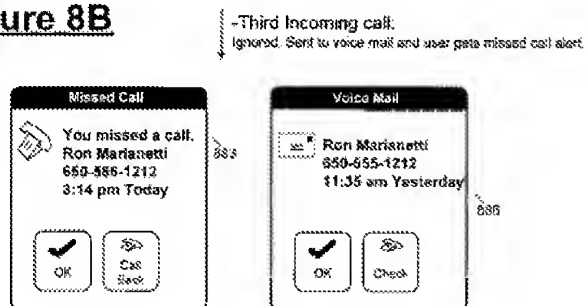 ure 8B
-Third Incoming call:
Ignored. Sent to voice mail and user gets missed call alert.
Missed Call
You missed a call.
Ron Marianetti
650-555-1212
3:14 pm Today
883
OK
Call
Back
Voice Mail
Ron Marianetti
650-555-1212
11:35 am Yesterday
886
OK
Check